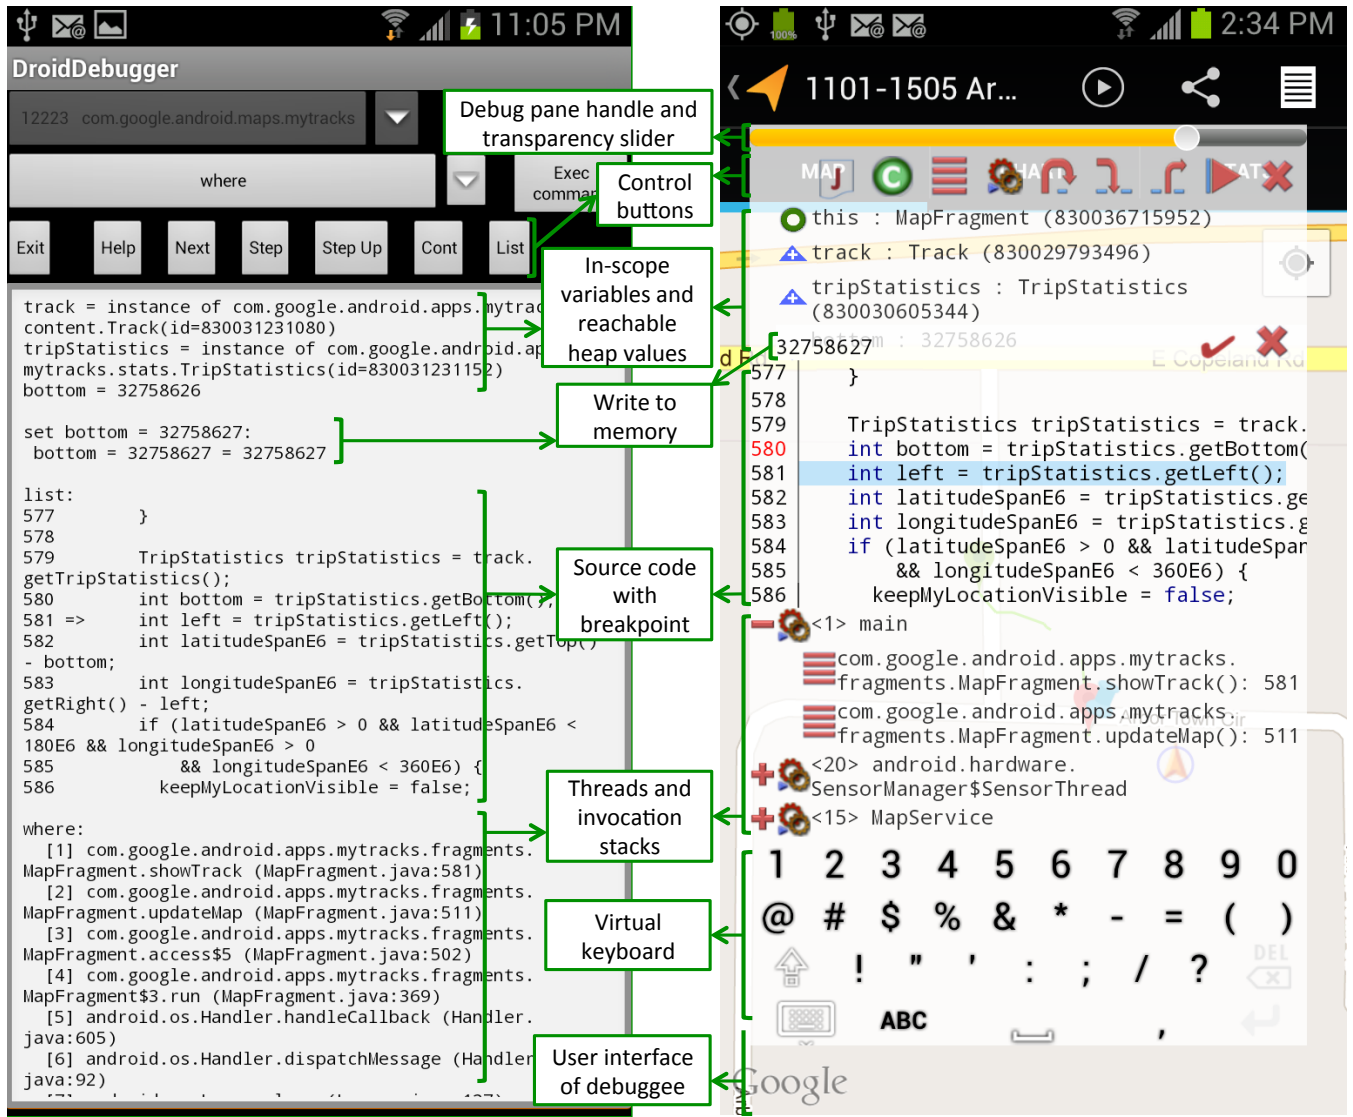 11:05 PM
DroidDebugger
12223 com.google.android.maps.mytracks
where
Exec
comman
Exit Help Next Step Step Up Cont List
track = instance of com.google.android.apps.mytrac
content.Track(id=830031231080)
tripStatistics = instance of com.google.android.ap
mytracks.stats.TripStatistics(id=830031231152)
bottom = 32758626
set bottom = 32758627:
bottom = 32758627 = 32758627
list:
577 }
578
579 TripStatistics tripStatistics = track.
getTripStatistics();
580 int bottom = tripStatistics.getBottom();
581 => int left = tripStatistics.getLeft();
582 int latitudeSpanE6 = tripStatistics.getTop()
- bottom;
583 int longitudeSpanE6 = tripStatistics.
getRight() - left;
584 if (latitudeSpanE6 > 0 && latitudeSpanE6 <
180E6 && longitudeSpanE6 > 0
585 && longitudeSpanE6 < 360E6) {
586 keepMyLocationVisible = false;
where:
[1] com.google.android.apps.mytracks.fragments.
MapFragment.showTrack (MapFragment.java:581)
[2] com.google.android.apps.mytracks.fragments.
MapFragment.updateMap (MapFragment.java:511)
[3] com.google.android.apps.mytracks.fragments.
MapFragment.access$5 (MapFragment.java:502)
[4] com.google.android.apps.mytracks.fragments.
MapFragment$3.run (MapFragment.java:369)
[5] android.os.Handler.handleCallback (Handler.
java:605)
[6] android.os.Handler.dispatchMessage (Handler
java:92)
Debug pane handle and
transparency slider
Control
buttons
In-scope
variables and
reachable
heap values
Write to
memory
Source code
with
breakpoint
Threads and
invocation
stacks
Virtual
keyboard
User interface
of debuggee
100%
2:34 PM
1101-1505 Ar...
MAP J C
this : MapFragment (830036715952)
track : Track (830029793496)
tripStatistics : TripStatistics
(830030605344)
bottom : 32758626
32758627
E Copeland Rd
577 }
578
579 TripStatistics tripStatistics = track.
580 int bottom = tripStatistics.getBottom(
581 int left = tripStatistics.getLeft();
582 int latitudeSpanE6 = tripStatistics.ge
583 int longitudeSpanE6 = tripStatistics.g
584 if (latitudeSpanE6 > 0 && latitudeSpan
585 && longitudeSpanE6 < 360E6) {
586 keepMyLocationVisible = false;
<1> main
com.google.android.apps.mytracks.
fragments.MapFragment.showTrack(): 581
com.google.android.apps.mytracks.
fragments.MapFragment.updateMap(): 511
Arbor Town Cir
<20> android.hardware.
SensorManager$SensorThread
<15> MapService
1 2 3 4 5 6 7 8 9 0
@ # $ % & * - = ( )
! " ' : ; / ? DEL
ABC ,
Google